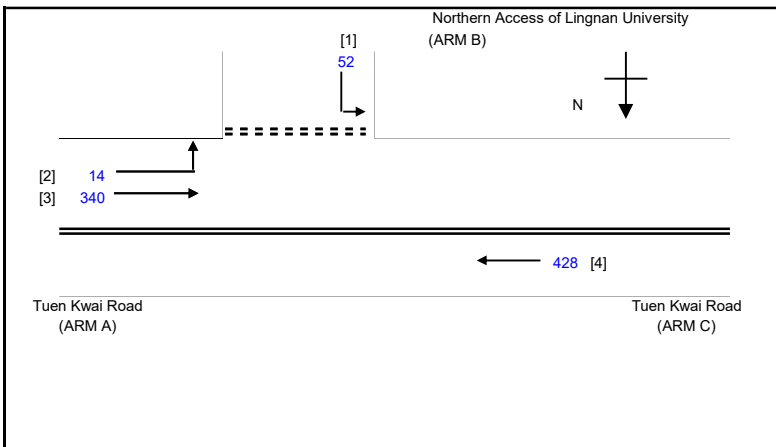 Northern Access of Lingnan University
(ARM B)
[1]
52
N
[2] 14
[3] 340
428 [4]
Tuen Kwai Road
(ARM A)
Tuen Kwai Road
(ARM C)